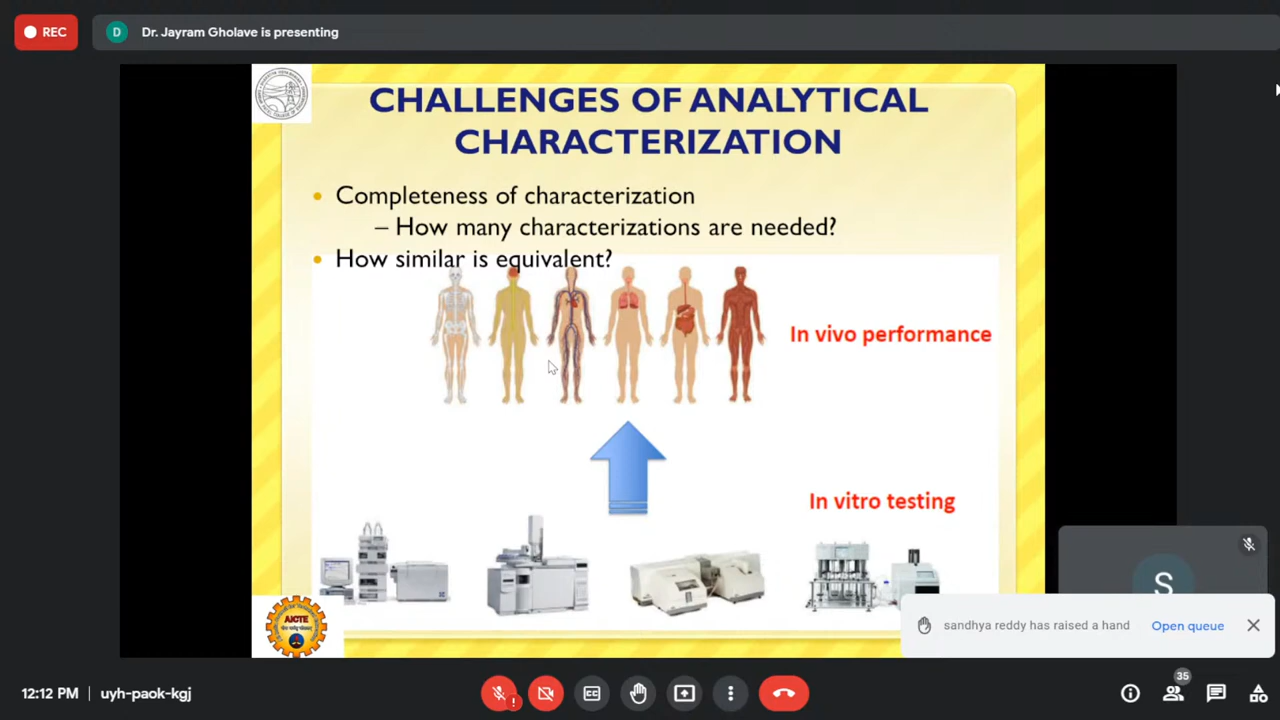 REC
D
Dr. Jayram Gholave is presenting
CHALLENGES OF ANALYTICAL
CHARACTERIZATION
• Completeness of characterization
– How many characterizations are needed?
• How similar is equivalent?
In vivo performance
In vitro testing
AICTE
S
sandhya reddy has raised a hand
Open queue
12:12 PM | uyh-paok-kgj
CC
35